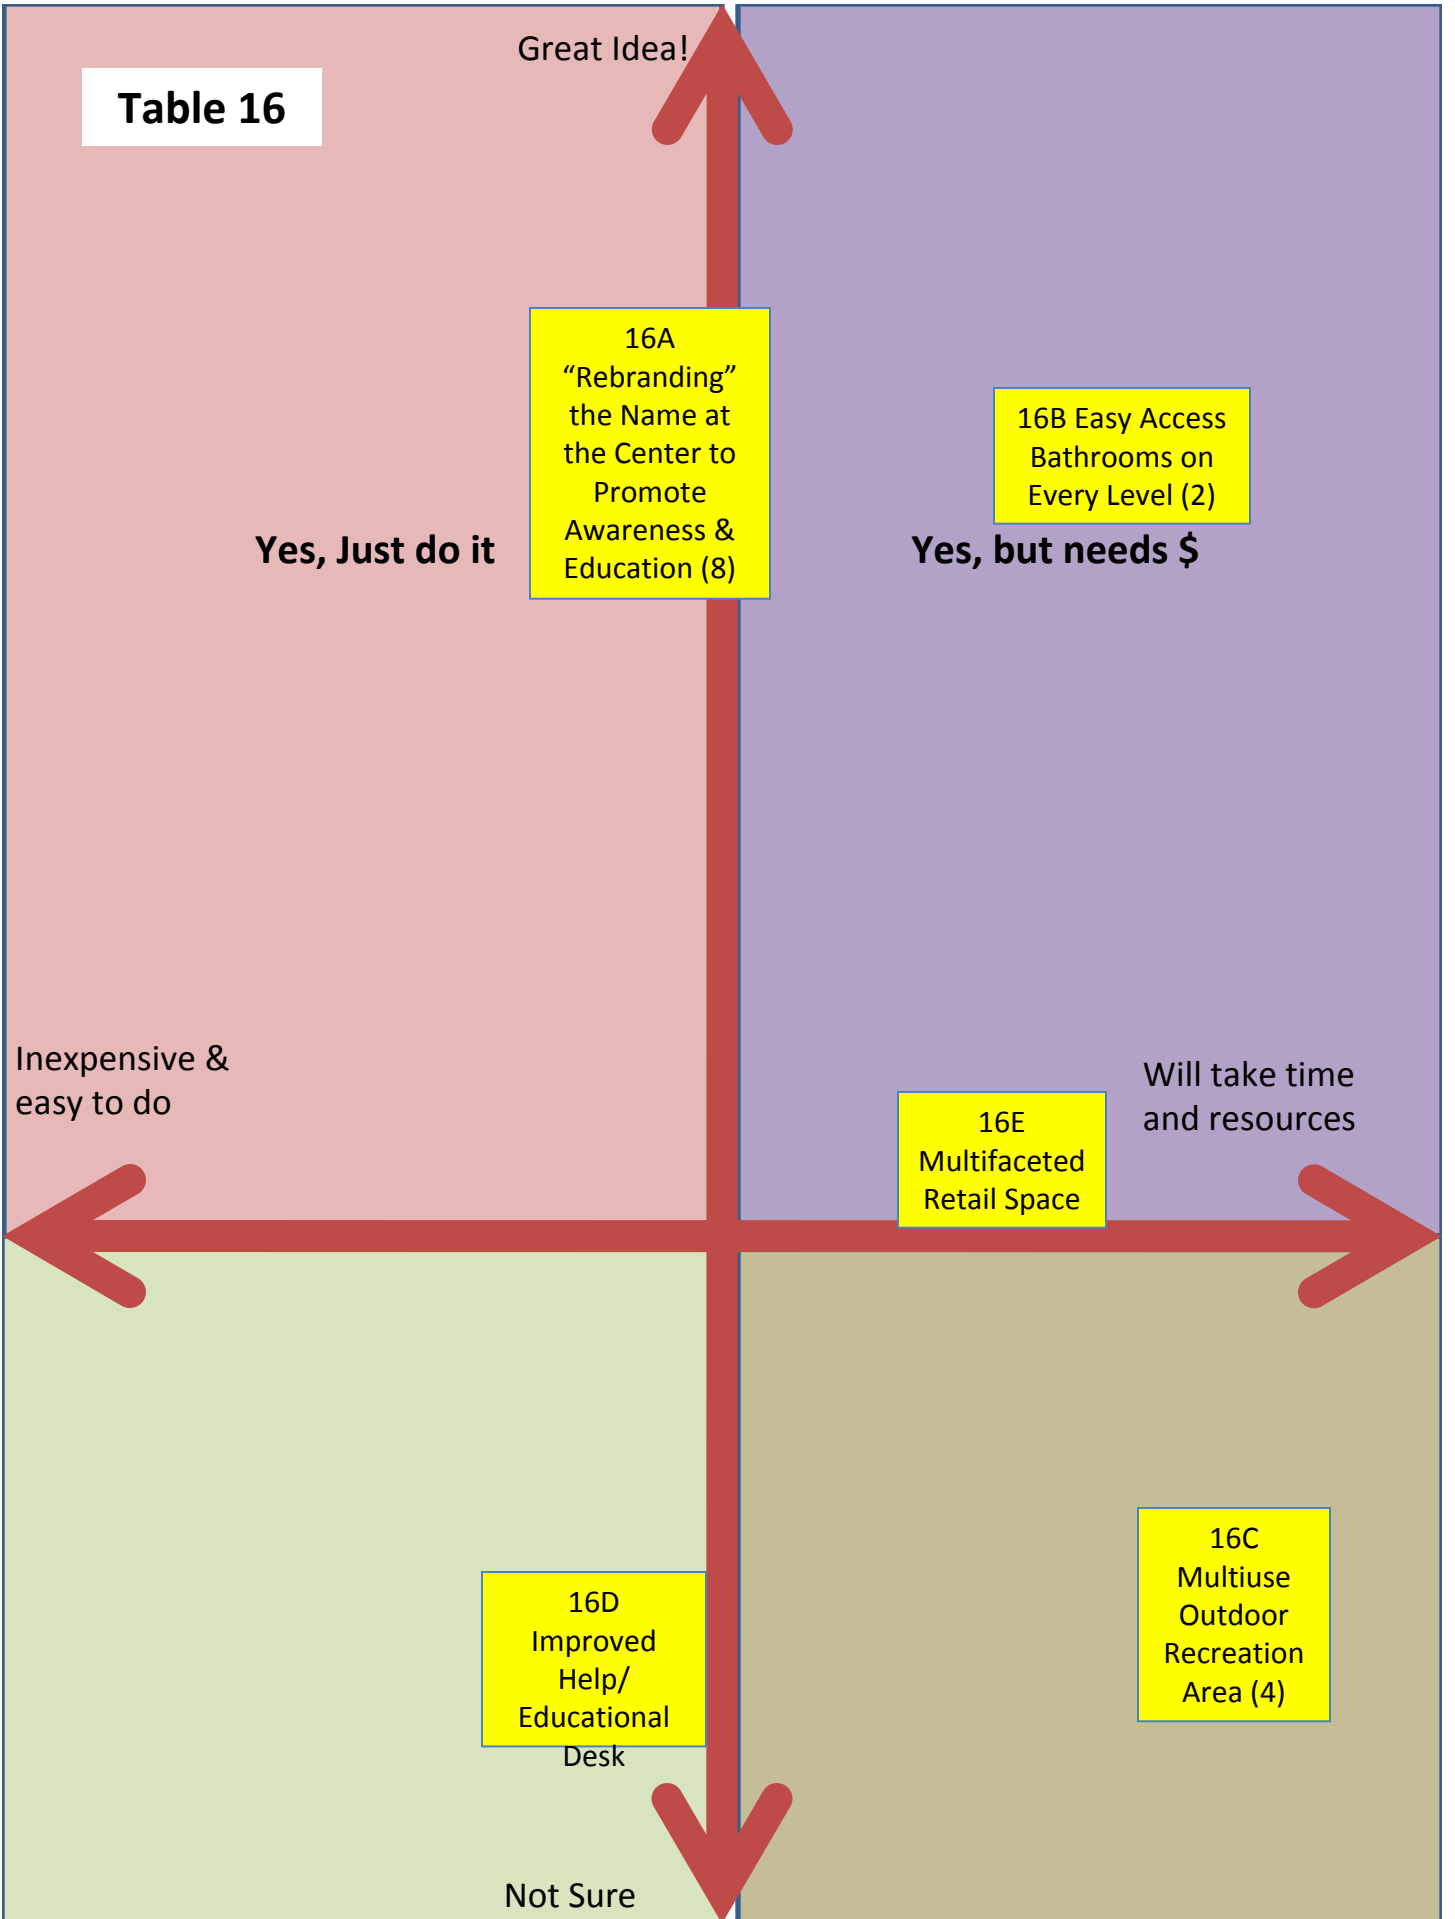 Great Idea!
Table 16
16A
“Rebranding”
the Name at
the Center to
Promote
Awareness &
Education (8)
16B Easy Access
Bathrooms on
Every Level (2)
Yes, Just do it
Yes, but needs $
Inexpensive &
easy to do
Will take time
and resources
16E
Multifaceted
Retail Space
16C
Multiuse
Outdoor
Recreation
Area (4)
16D
Improved
Help/
Educational
Desk
Not Sure